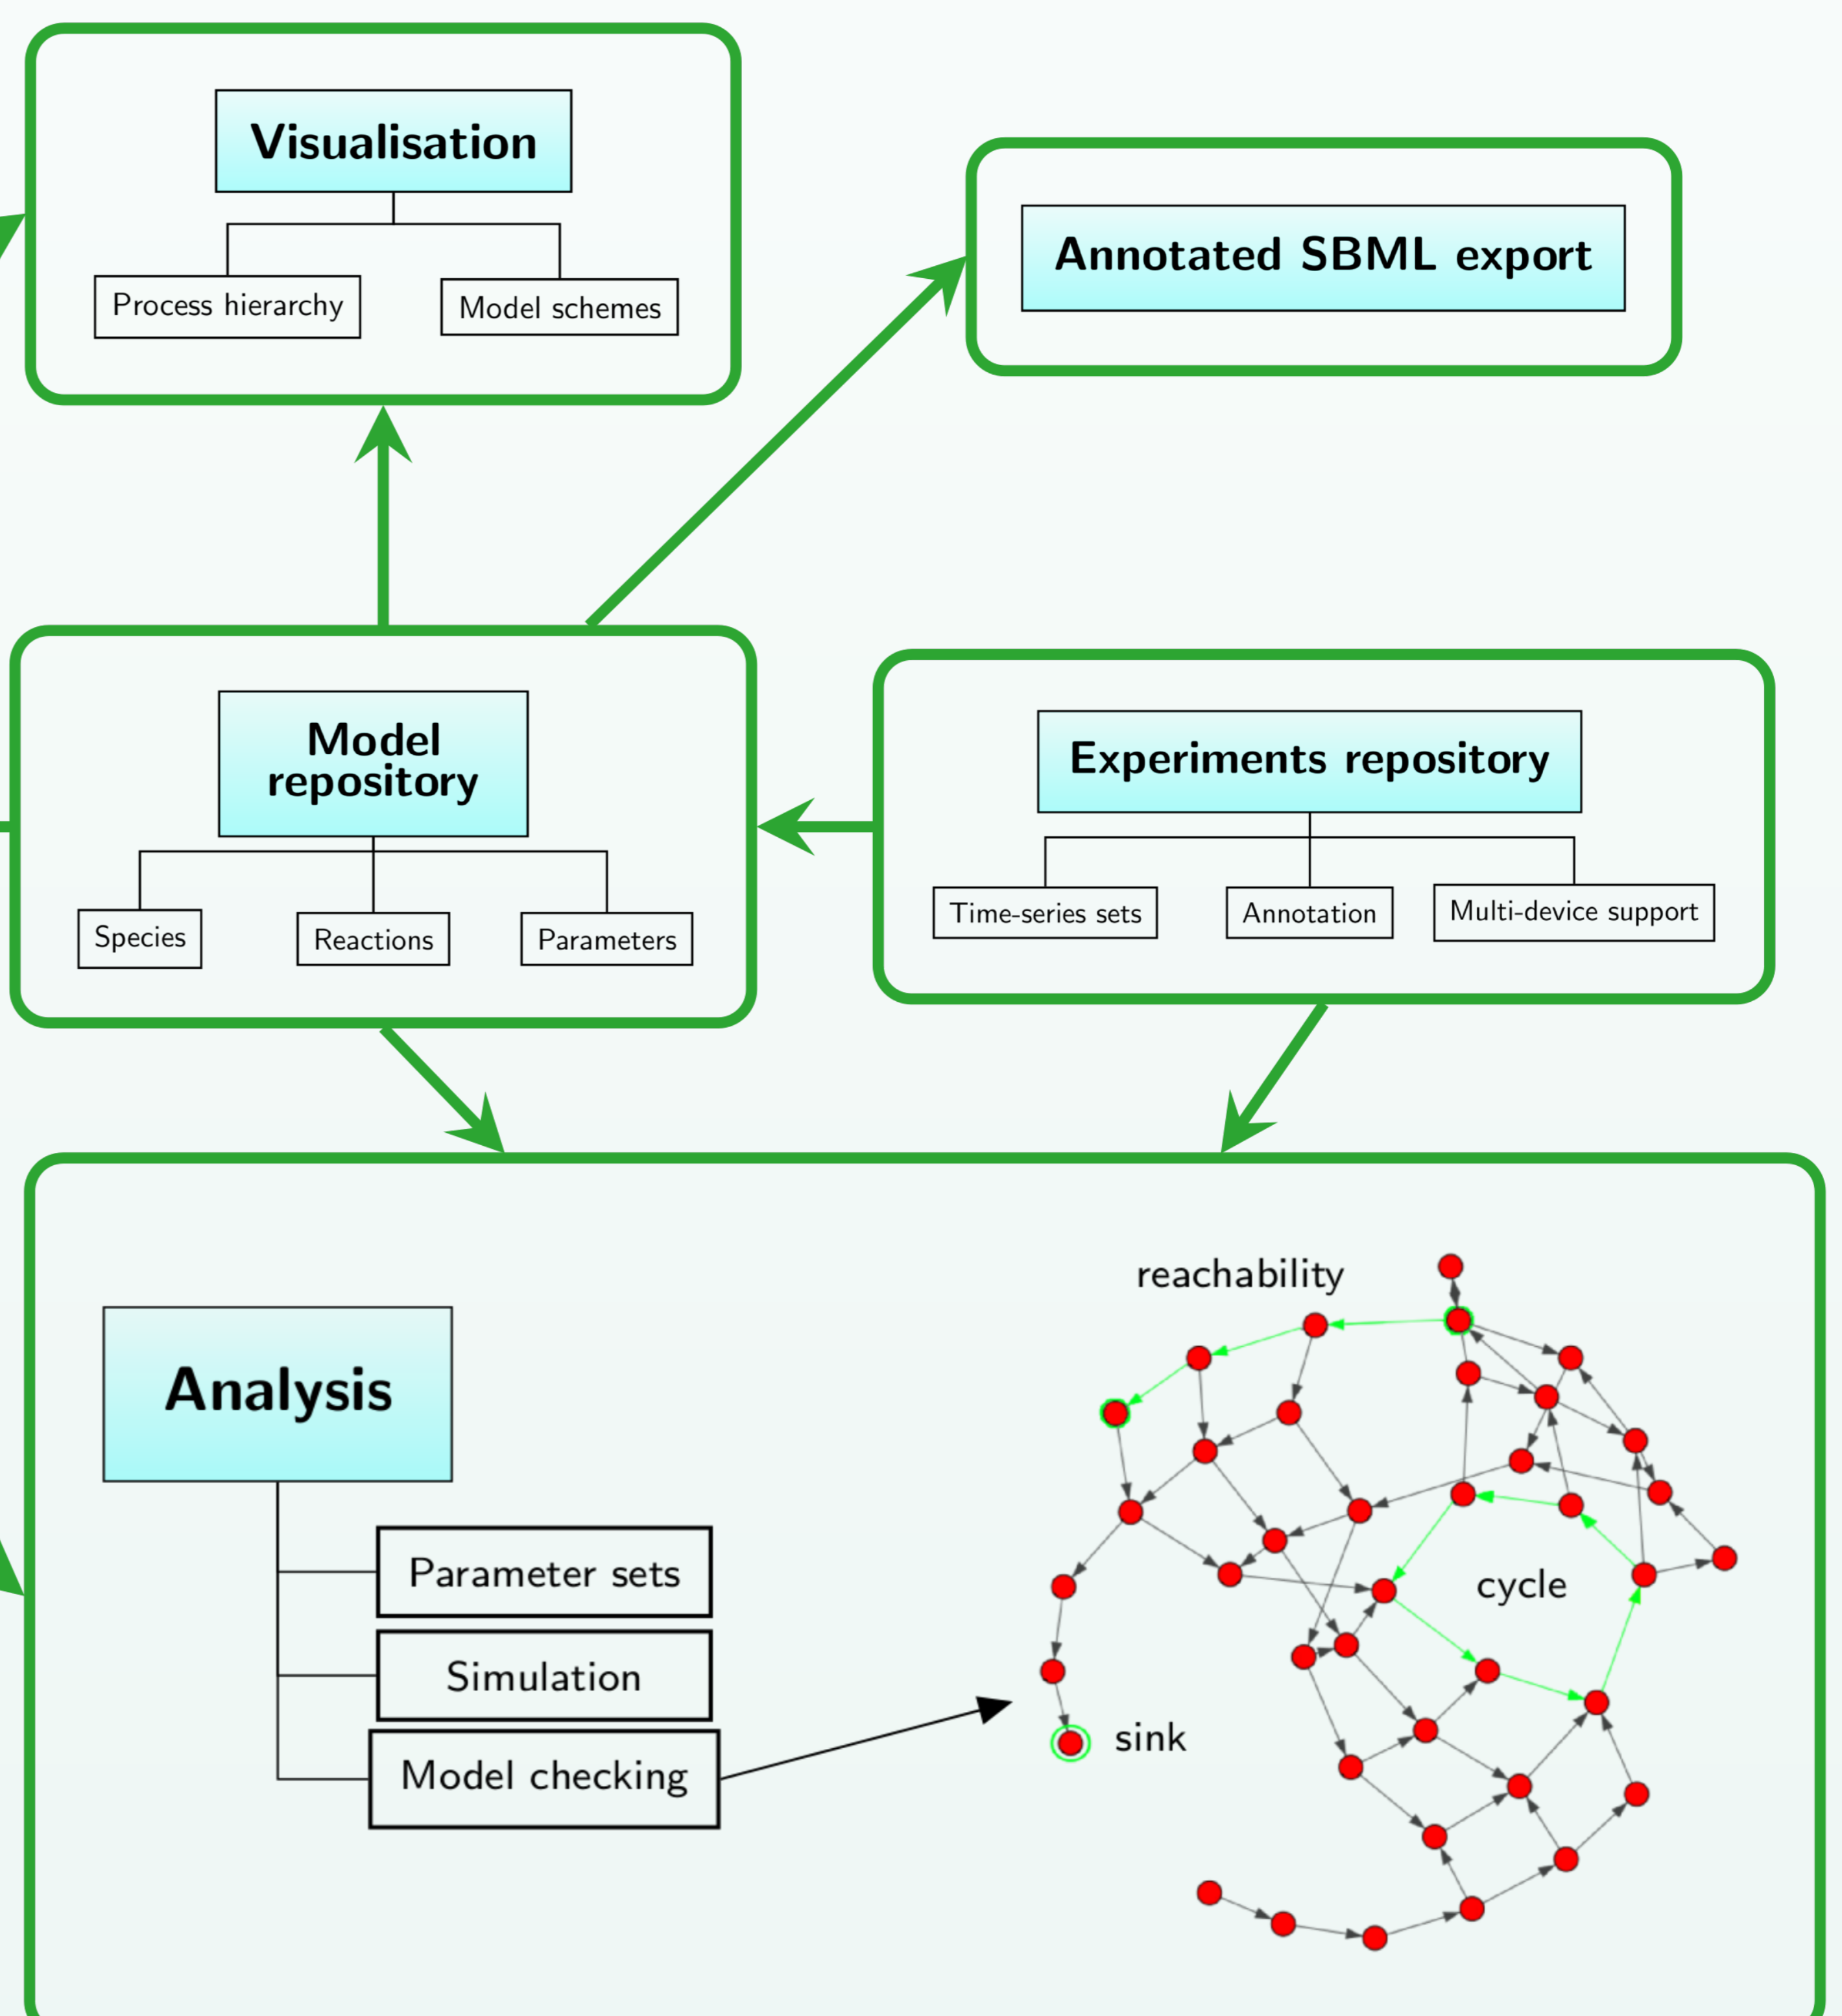 Visualisation
Process hierarchy
Model schemes
Annotated SBML export
Model
repository
Species
Reactions
Parameters
Experiments repository
Time-series sets
Annotation
Multi-device support
Analysis
Parameter sets
Simulation
Model checking
reachability
cycle
sink